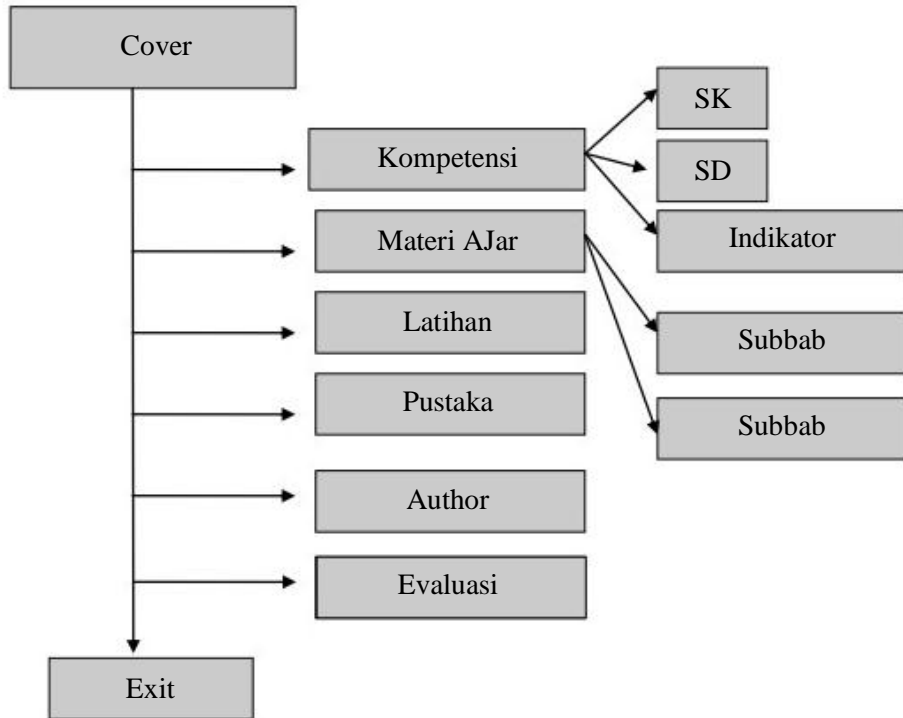 Cover
SK
Kompetensi
SD
Materi AJar
Indikator
Latihan
Subbab
Pustaka
Subbab
Author
Evaluasi
Exit